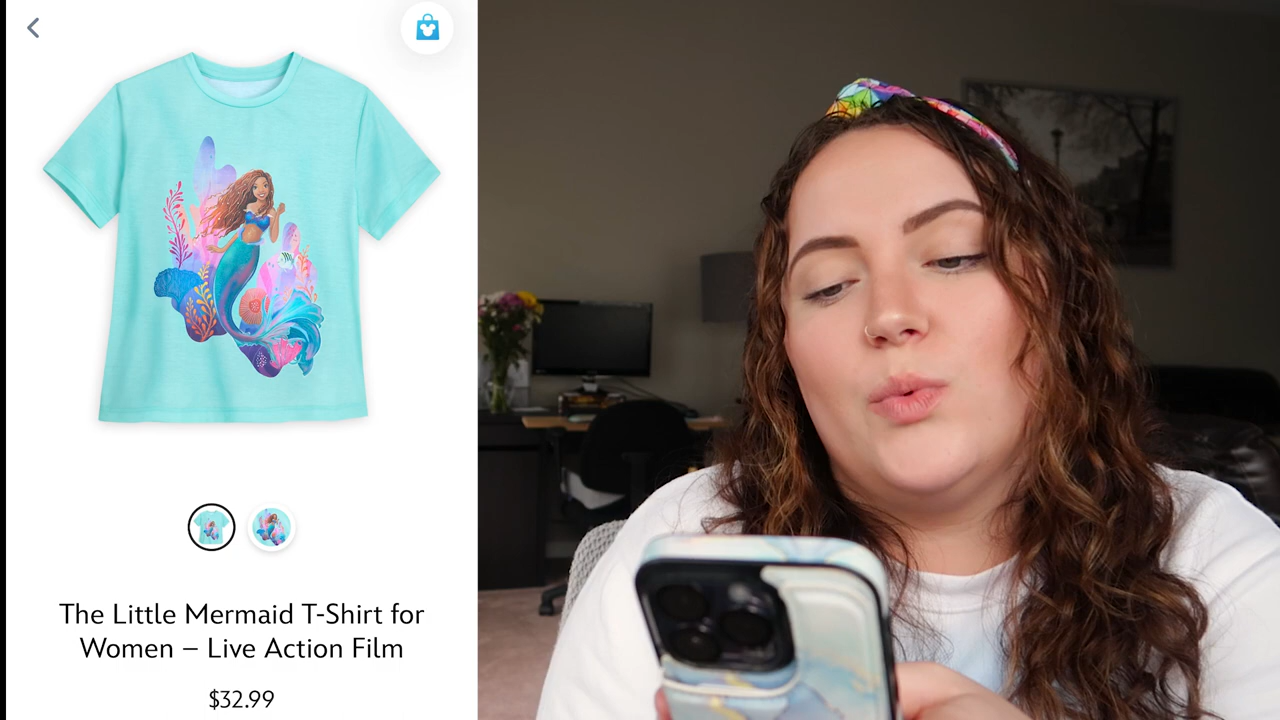 The Little Mermaid T-Shirt for
Women – Live Action Film
$32.99